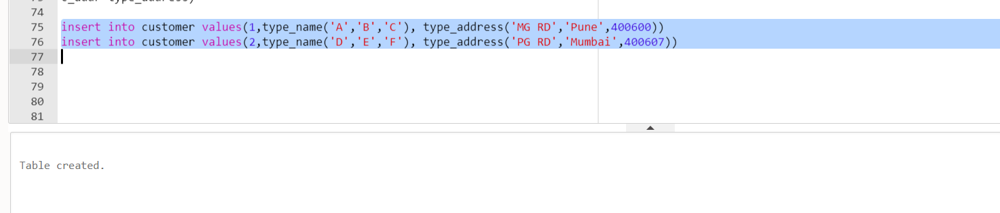 74
75 insert into customer values(1,type_name('A','B','C'), type_address('MG RD','Pune',400600))
76 insert into customer values(2,type_name('D','E','F'), type_address('PG RD','Mumbai',400607))
77
78
79
80
81
Table created.